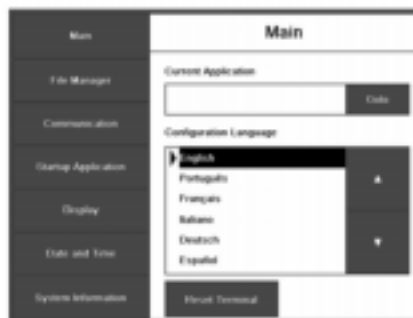 Main
File Manager
Communication
Startup Application
Display
Date and Time
System Information
Main
Current Application
Configuration Language
English
Português
Français
Italiano
Deutsch
Español
Reset Terminal